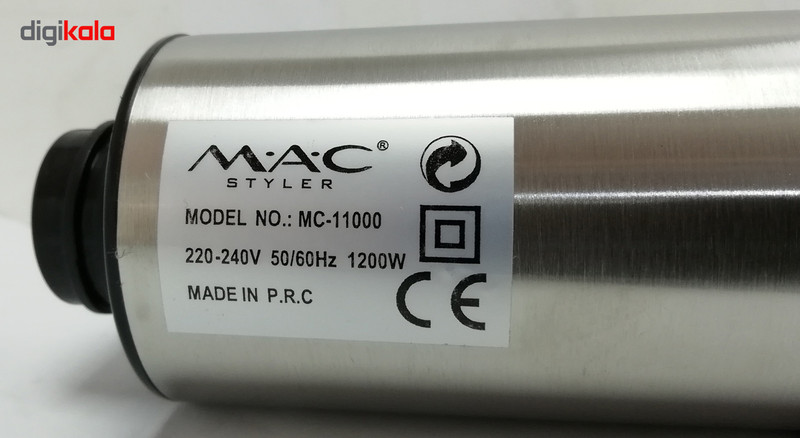 digikala
M·A·C®
STYLER
MODEL NO.: MC-11000
220-240V 50/60Hz 1200W
MADE IN P.R.C
CE